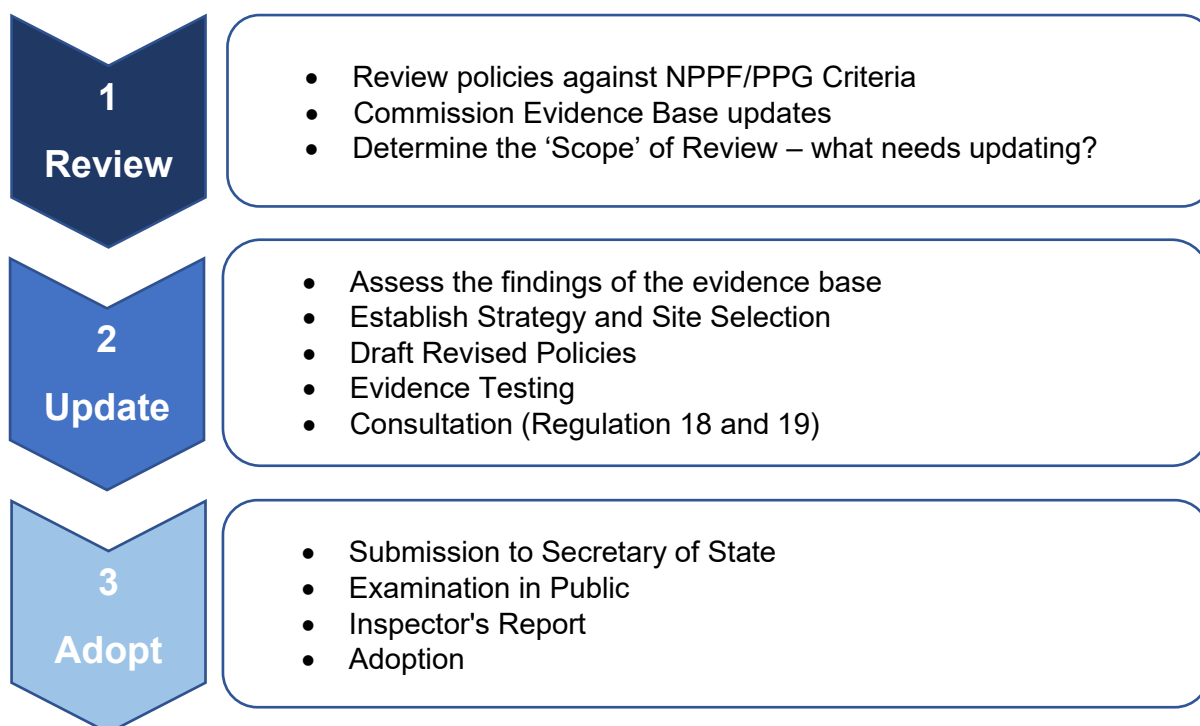 1
Review
• Review policies against NPPF/PPG Criteria
• Commission Evidence Base updates
• Determine the ‘Scope’ of Review – what needs updating?
2
Update
• Assess the findings of the evidence base
• Establish Strategy and Site Selection
• Draft Revised Policies
• Evidence Testing
• Consultation (Regulation 18 and 19)
3
Adopt
• Submission to Secretary of State
• Examination in Public
• Inspector's Report
• Adoption